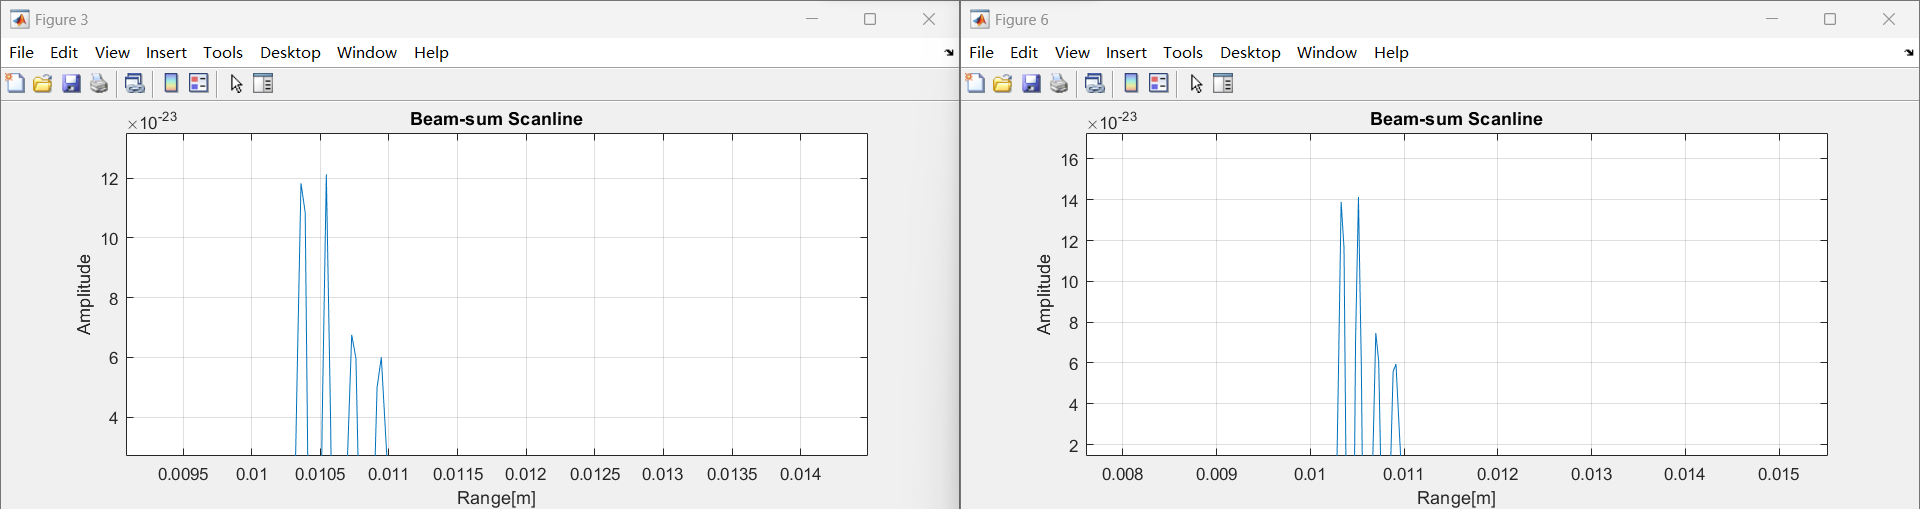 Figure 3
File Edit View Insert Tools Desktop Window Help
Beam-sum Scanline
×10-23
12
10
8
6
4
Amplitude
0.0095 0.01 0.0105 0.011 0.0115 0.012 0.0125 0.013 0.0135 0.014
Range[m]
Figure 6
File Edit View Insert Tools Desktop Window Help
Beam-sum Scanline
×10-23
16
14
12
10
8
6
4
2
Amplitude
0.008 0.009 0.01 0.011 0.012 0.013 0.014 0.015
Range[m]